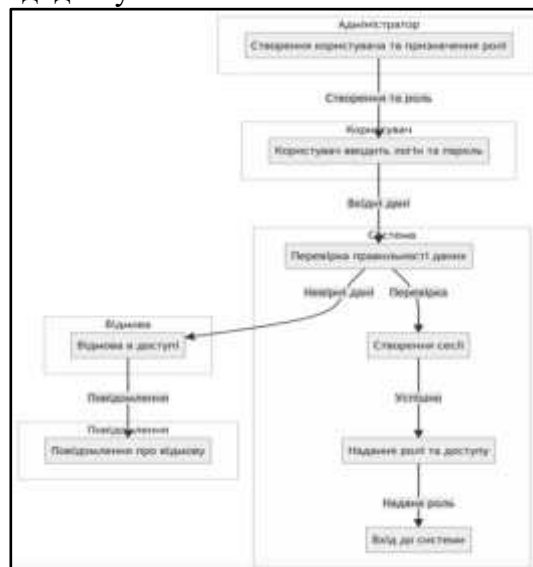 Адміністратор
Створення користувача та призначення ролі
Створення та роль
Користувач
Користувач вводить логін та пароль
Вхідні дані
Система
Перевірка правильності даних
Невірні дані
Перевірка
Відмова
Відмова в доступі
Створення сесії
Повідомлення
Успішно
Повідомлення
Повідомлення про відмову
Надання ролі та доступу
Надана роль
Вхід до системи